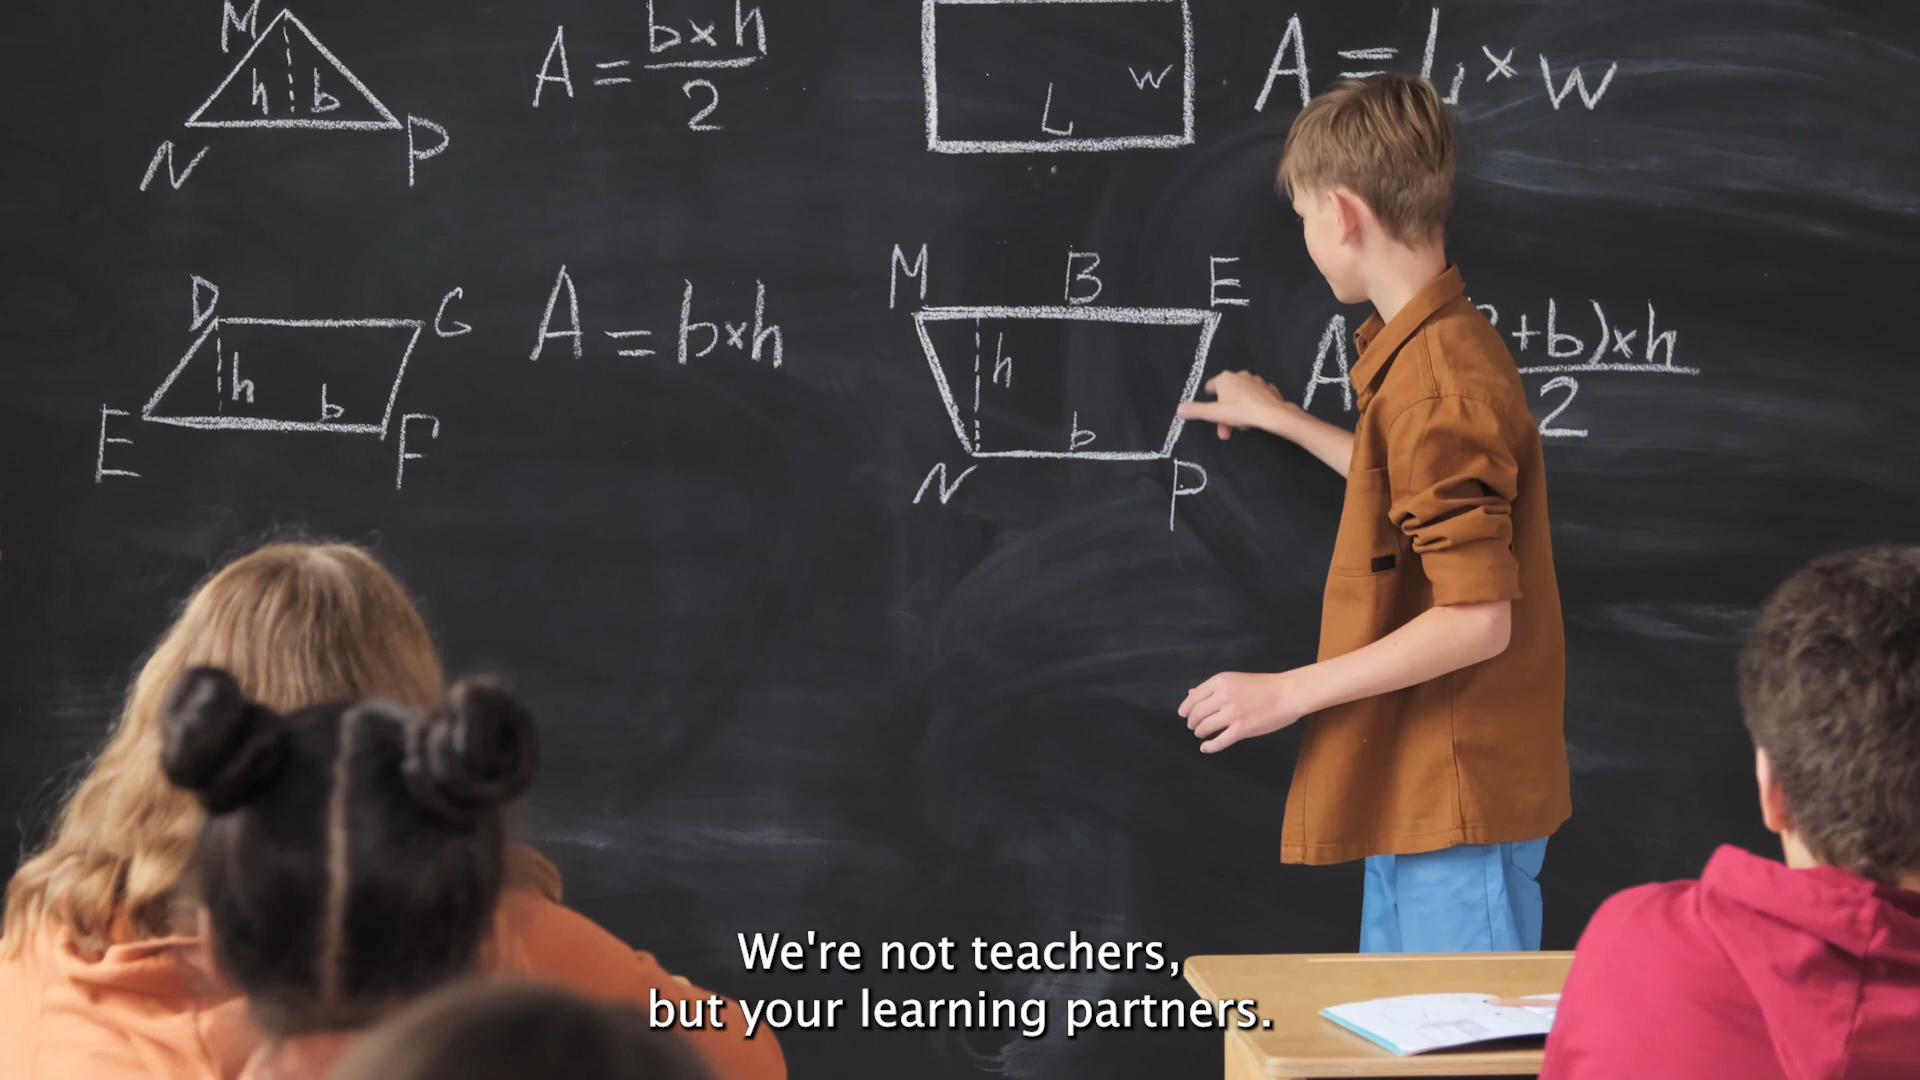 M
h b
N P
A = b×h
2
W
L
A = L×W
D G
h b
E F
A = b×h
M B E
h
b
N P
A +b)×h
2
We're not teachers,
but your learning partners.